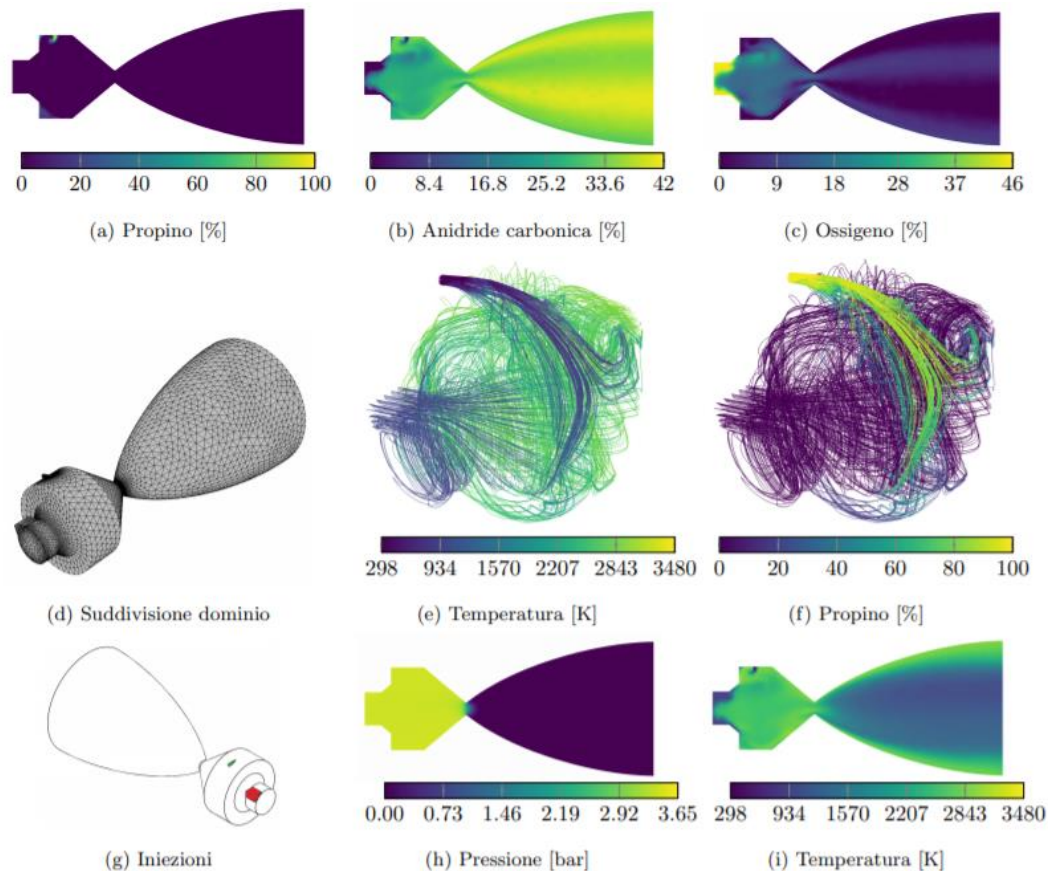 0 20 40 60 80 100
(a) Propino [%]
0 8.4 16.8 25.2 33.6 42
(b) Anidride carbonica [%]
0 9 18 28 37 46
(c) Ossigeno [%]
(d) Suddivisione dominio
298 934 1570 2207 2843 3480
(e) Temperatura [K]
0 20 40 60 80 100
(f) Propino [%]
(g) Iniezioni
0.00 0.73 1.46 2.19 2.92 3.65
(h) Pressione [bar]
298 934 1570 2207 2843 3480
(i) Temperatura [K]